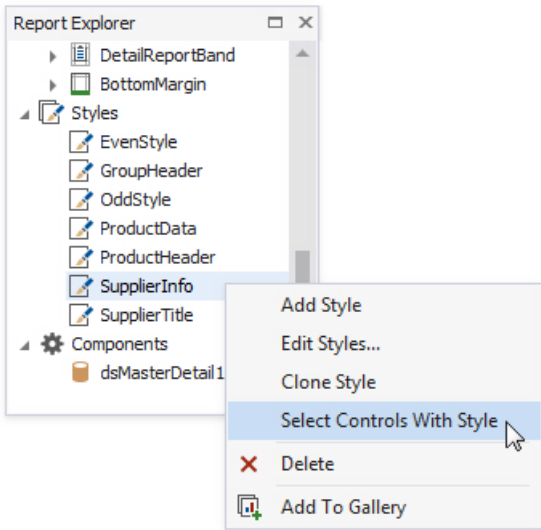 Report Explorer
DetailReportBand
BottomMargin
Styles
EvenStyle
GroupHeader
OddStyle
ProductData
ProductHeader
SupplierInfo
SupplierTitle
Components
dsMasterDetail1
Add Style
Edit Styles...
Clone Style
Select Controls With Style
Delete
Add To Gallery